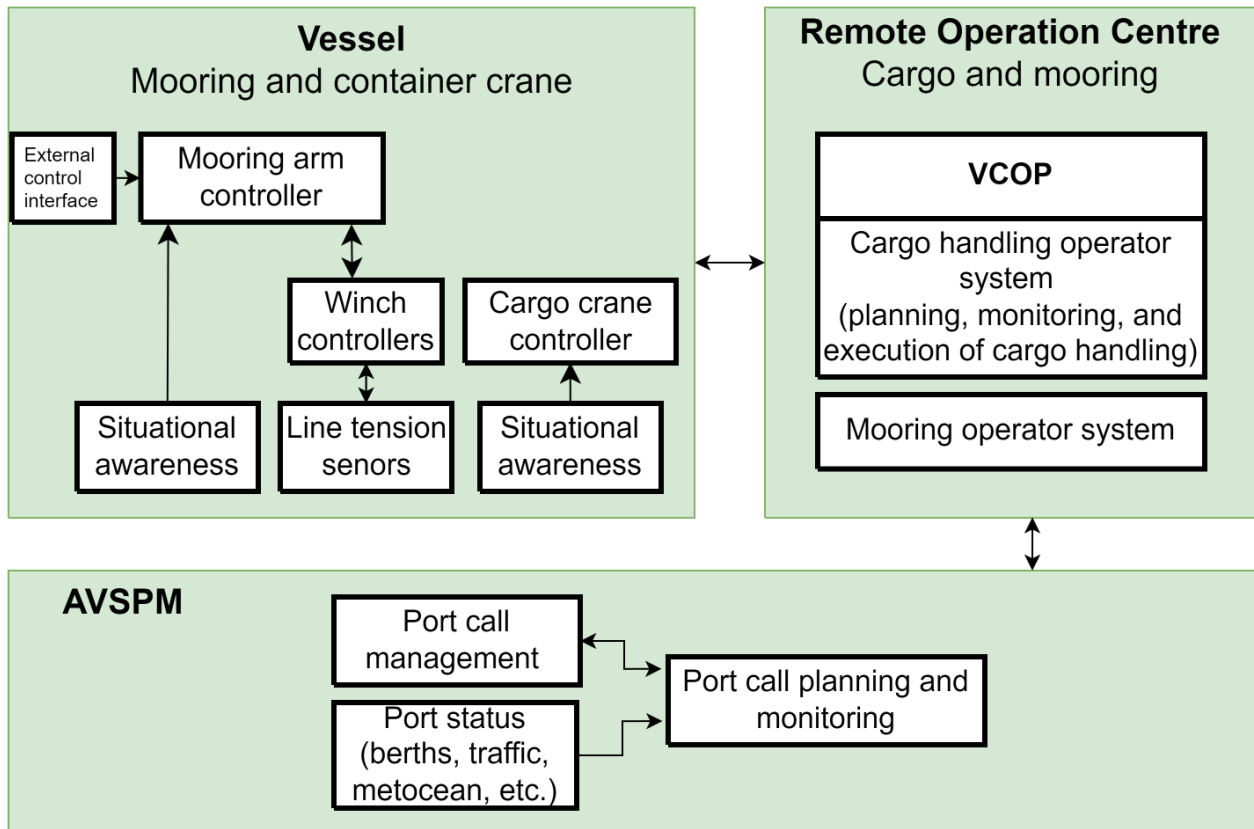 Vessel
Mooring and container crane
External
control
interface
Mooring arm
controller
Winch
controllers
Cargo crane
controller
Situational
awareness
Line tension
senors
Situational
awareness
Remote Operation Centre
Cargo and mooring
VCOP
Cargo handling operator
system
(planning, monitoring, and
execution of cargo handling)
Mooring operator system
AVSPM
Port call
management
Port status
(berths, traffic,
metocean, etc.)
Port call planning and
monitoring